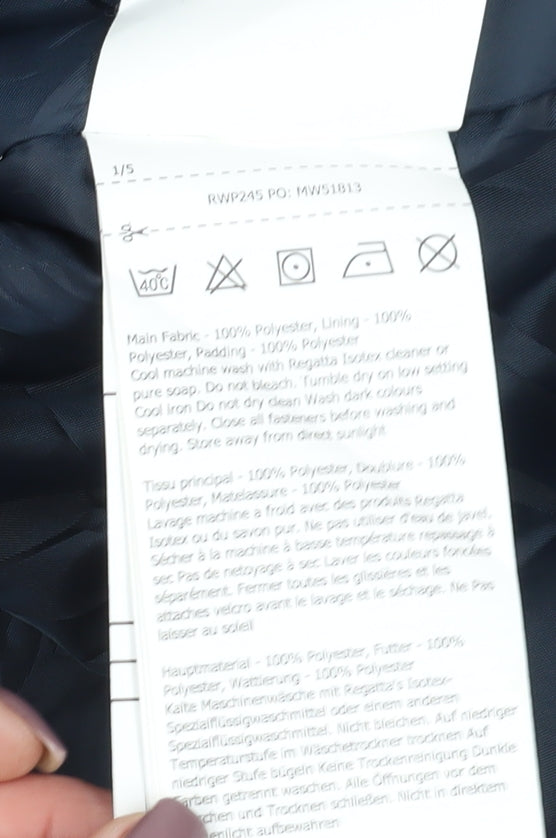 1/5
RWP245 PO: MW51813
40°C
Main Fabric - 100% Polyester, Lining - 100%
Polyester, Padding - 100% Polyester
Cool machine wash with Regatta Isotex cleaner or
pure soap. Do not bleach. Tumble dry on low setting
Cool Iron Do not dry clean Wash dark colours
separately. Close all fasteners before washing and
drying. Store away from direct sunlight
Tissu principal - 100% Polyester, Doublure - 100%
Polyester, Matelassure - 100% Polyester
Lavage machine a froid avec des produits Regatta
Isotex ou du savon pur. Ne pas utiliser d'eau de javel.
Sécher à la machine à basse température repassage à
sec Pas de netoyage à sec Laver les couleurs foncées
séparément. Fermer toutes les glissières et les
attaches velcro avant le lavage et le séchage. Ne Pas
laisser au soleil
Hauptmaterial - 100% Polyester, Futter - 100%
Polyester, Wattierung - 100% Polyester
Kalte Maschinenwäsche mit Regatta's Isotex-
Spezialflüssigwaschmittel oder einem anderen
Spezialflüssigwaschmittel. Nicht bleichen. Auf niedriger
Temperaturstufe im Wäschetrockner trocknen Auf
niedriger Stufe bügeln Keine Trockenreinigung Dunkle
Farben getrennt waschen. Alle Öffnungen vor dem
chen und Trocknen schließen. Nicht in direktem
enlicht aufbewahren